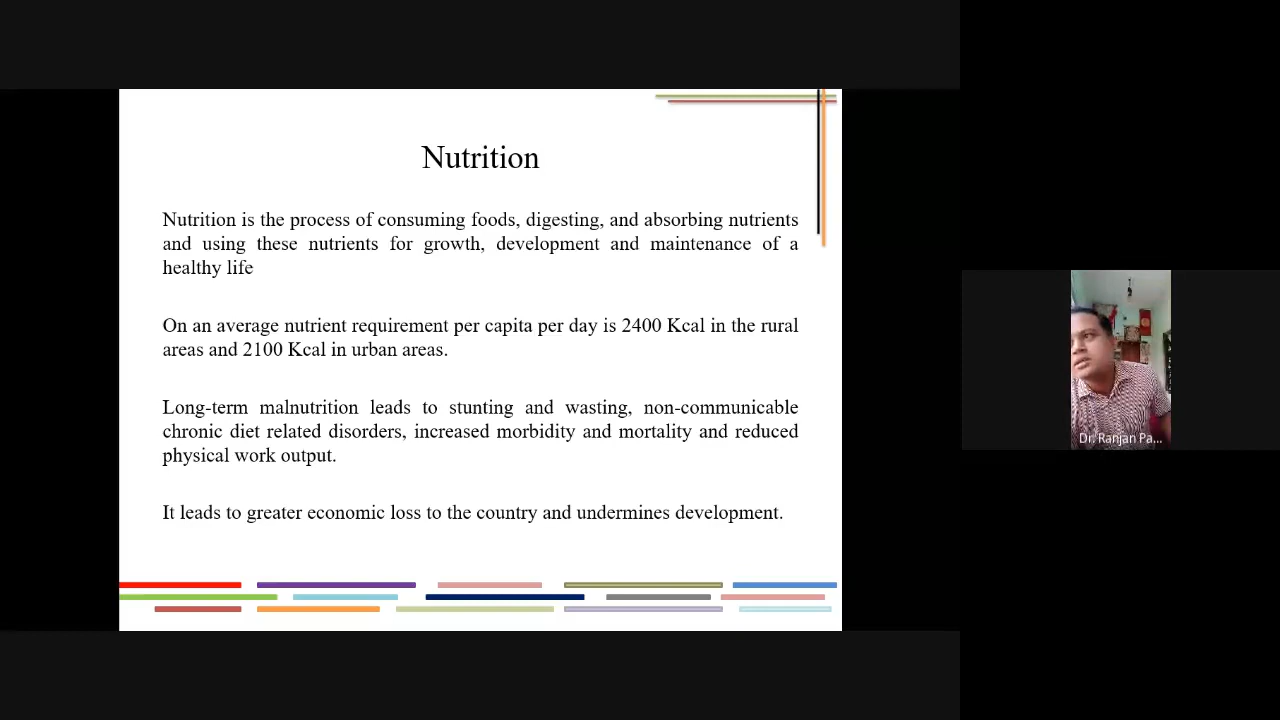 Nutrition
Nutrition is the process of consuming foods, digesting, and absorbing nutrients
and using these nutrients for growth, development and maintenance of a
healthy life
On an average nutrient requirement per capita per day is 2400 Kcal in the rural
areas and 2100 Kcal in urban areas.
Long-term malnutrition leads to stunting and wasting, non-communicable
chronic diet related disorders, increased morbidity and mortality and reduced
physical work output.
It leads to greater economic loss to the country and undermines development.
Dr. Ranjan Pa...